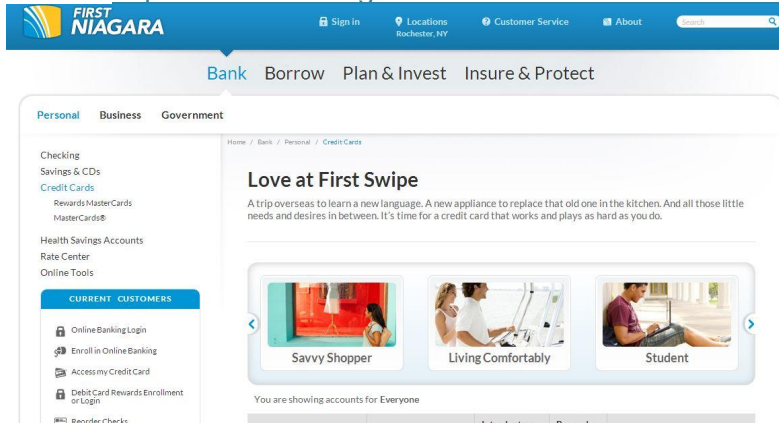 FIRST
NIAGARA
Sign in
Locations
Rochester, NY
Customer Service
About
Search
Bank Borrow Plan & Invest Insure & Protect
Personal Business Government
Home / Bank / Personal / Credit Cards
Checking
Savings & CDs
Credit Cards
Rewards MasterCards
MasterCards®
Health Savings Accounts
Rate Center
Online Tools
CURRENT CUSTOMERS
Online Banking Login
Enroll in Online Banking
Access my Credit Card
Debit Card Rewards Enrollment
or Login
Reorder Checks
Love at First Swipe
A trip overseas to learn a new language. A new appliance to replace that old one in the kitchen. And all those little
needs and desires in between. It's time for a credit card that works and plays as hard as you do.
Savvy Shopper
Living Comfortably
Student
You are showing accounts for Everyone